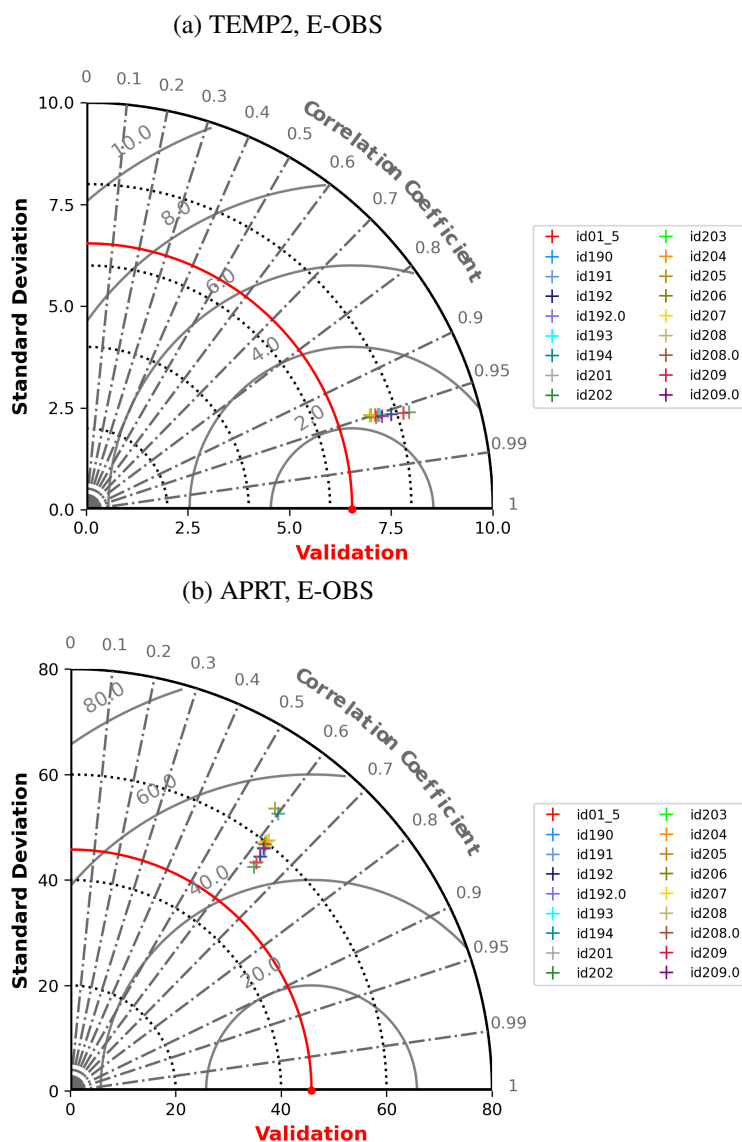 (a) TEMP2, E-OBS
0 0.1 0.2 0.3 0.4 0.5 0.6 0.7 0.8 0.9 0.95 0.99 1
Correlation Coefficient
10.0 7.5 5.0 2.5 0.0
Standard Deviation
10.0 8.0 6.0 4.0 2.0
0.0 2.5 5.0 7.5 10.0
Validation
id01_5 id203
id190 id204
id191 id205
id192 id206
id192.0 id207
id193 id208
id194 id208.0
id201 id209
id202 id209.0
(b) APRT, E-OBS
0 0.1 0.2 0.3 0.4 0.5 0.6 0.7 0.8 0.9 0.95 0.99 1
Correlation Coefficient
80 60 40 20 0
Standard Deviation
80.0 60.0 40.0 20.0
0 20 40 60 80
Validation
id01_5 id203
id190 id204
id191 id205
id192 id206
id192.0 id207
id193 id208
id194 id208.0
id201 id209
id202 id209.0